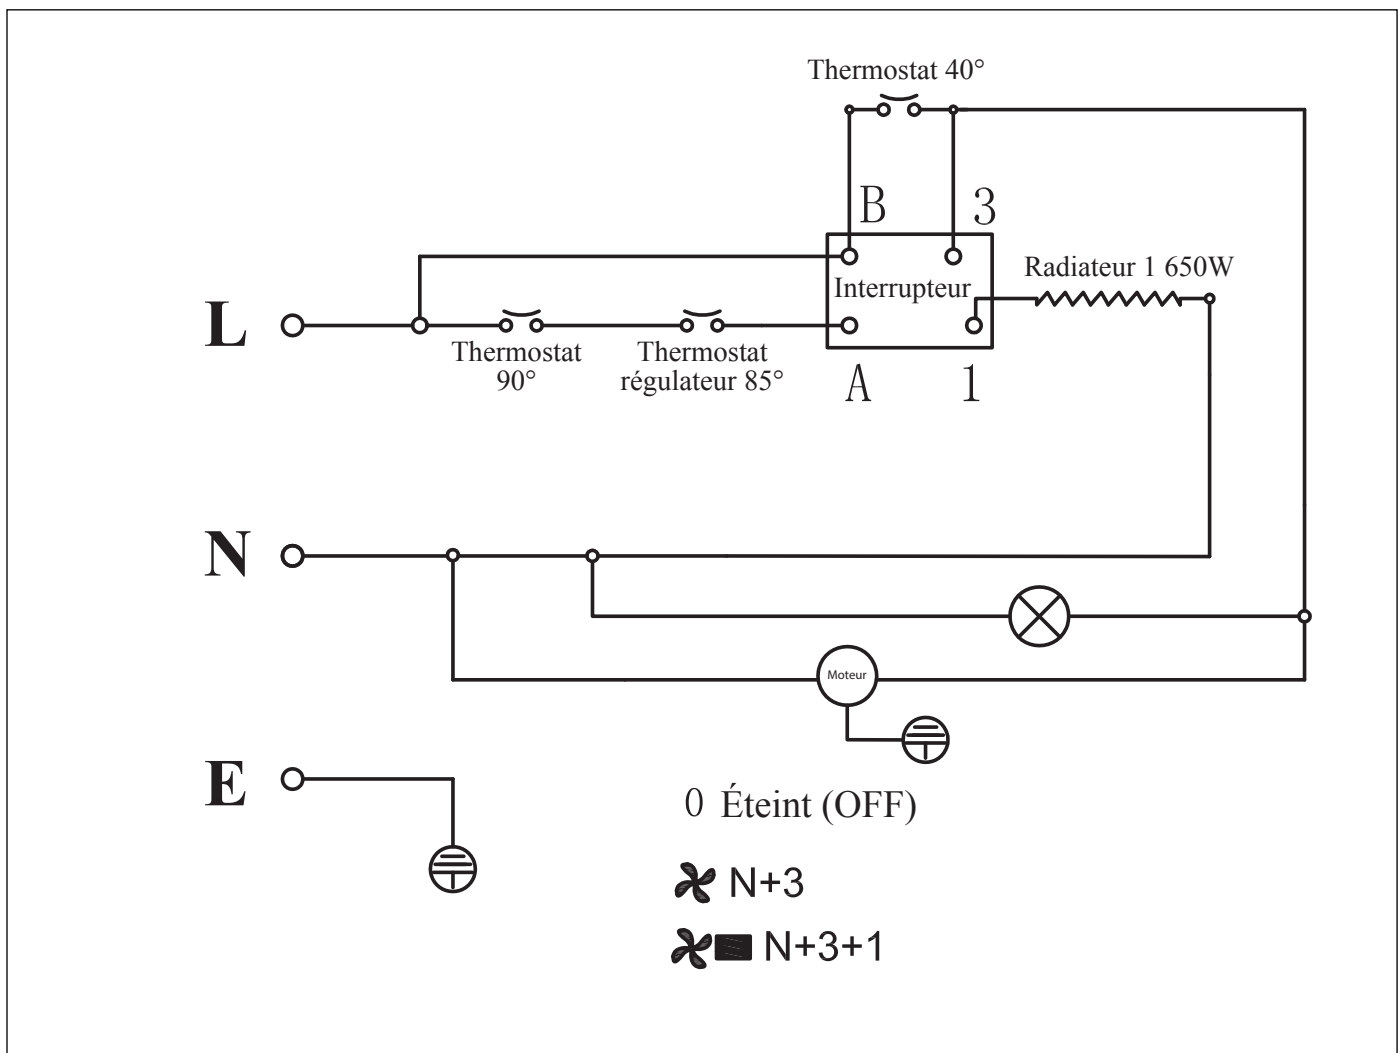 Thermostat 40°
B 3
Radiateur 1 650W
Interrupteur
L
Thermostat
90°
Thermostat
régulateur 85°
A 1
N
Moteur
E
0 Éteint (OFF)
N+3
N+3+1